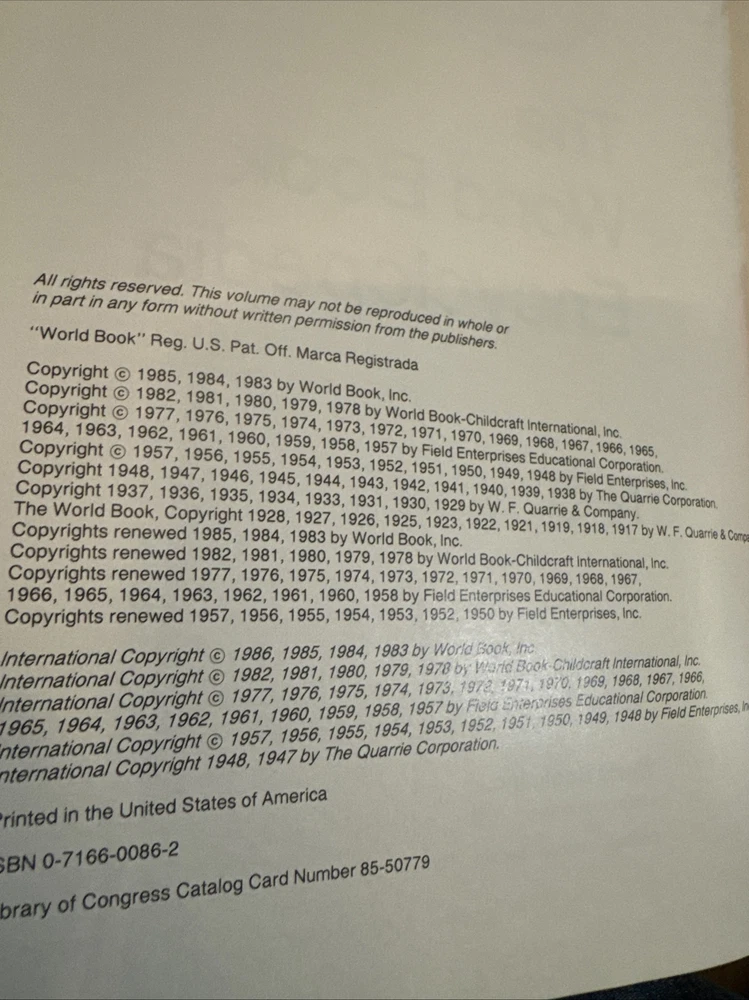 All rights reserved. This volume may not be reproduced in whole or
in part in any form without written permission from the publishers.
"World Book" Reg. U.S. Pat. Off. Marca Registrada
Copyright © 1985, 1984, 1983 by World Book, Inc.
Copyright © 1982, 1981, 1980, 1979, 1978 by World Book-Childcraft International, Inc.
Copyright © 1977, 1976, 1975, 1974, 1973, 1972, 1971, 1970, 1969, 1968, 1967, 1966, 1965,
1964, 1963, 1962, 1961, 1960, 1959, 1958, 1957 by Field Enterprises Educational Corporation.
Copyright © 1957, 1956, 1955, 1954, 1953, 1952, 1951, 1950, 1949, 1948 by Field Enterprises, Inc.
Copyright 1948, 1947, 1946, 1945, 1944, 1943, 1942, 1941, 1940, 1939, 1938 by The Quarrie Corporation.
Copyright 1937, 1936, 1935, 1934, 1933, 1931, 1930, 1929 by W. F. Quarrie & Company.
The World Book, Copyright 1928, 1927, 1926, 1925, 1923, 1922, 1921, 1919, 1918, 1917 by W. F. Quarrie & Compa
Copyrights renewed 1985, 1984, 1983 by World Book, Inc.
Copyrights renewed 1982, 1981, 1980, 1979, 1978 by World Book-Childcraft International, Inc.
Copyrights renewed 1977, 1976, 1975, 1974, 1973, 1972, 1971, 1970, 1969, 1968, 1967,
1966, 1965, 1964, 1963, 1962, 1961, 1960, 1958 by Field Enterprises Educational Corporation.
Copyrights renewed 1957, 1956, 1955, 1954, 1953, 1952, 1950 by Field Enterprises, Inc.
International Copyright © 1986, 1985, 1984, 1983 by World Book, Inc
International Copyright © 1982, 1981, 1980, 1979, 1978 by World Book-Childcraft International, Inc.
International Copyright © 1977, 1976, 1975, 1974, 1973, 1972, 1971, 1970, 1969, 1968, 1967, 1966,
1965, 1964, 1963, 1962, 1961, 1960, 1959, 1958, 1957 by Field Enterprises Educational Corporation.
nternational Copyright © 1957, 1956, 1955, 1954, 1953, 1952, 1951, 1950, 1949, 1948 by Field Enterprises, In
nternational Copyright 1948, 1947 by The Quarrie Corporation.
Printed in the United States of America
SBN 0-7166-0086-2
brary of Congress Catalog Card Number 85-50779